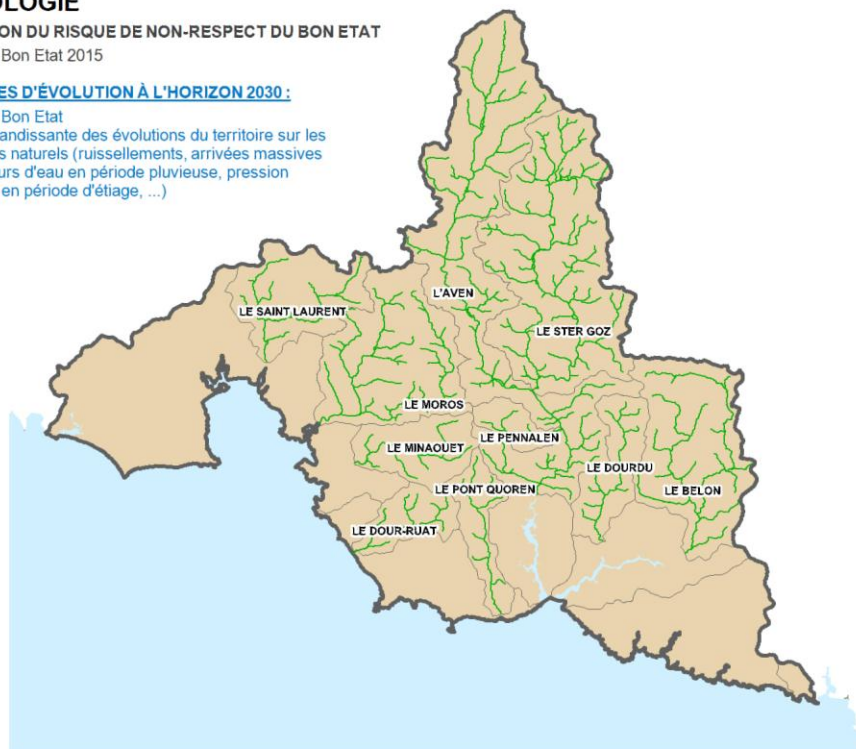 OLOGIE
ON DU RISQUE DE NON-RESPECT DU BON ETAT
Bon Etat 2015
ES D'ÉVOLUTION À L'HORIZON 2030 :
Bon Etat
andissante des évolutions du territoire sur les
s naturels (ruissellements, arrivées massives
urs d'eau en période pluvieuse, pression
en période d'étiage, ...)
L'AVEN
LE SAINT LAURENT
LE STER GOZ
LE MOROS
LE PENNALEN
LE MINAOUET
LE DOURDU
LE PONT QUOREN
LE BELON
LE DOUR-RUAT